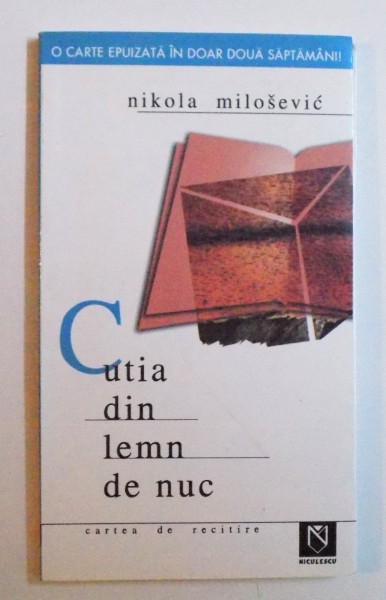 O CARTE EPUIZATĂ ÎN DOAR DOUĂ SĂPTĂMÂNI!
nikola milošević
Cutia
din
lemn
de nuc
cartea de recitire
NICULESCU